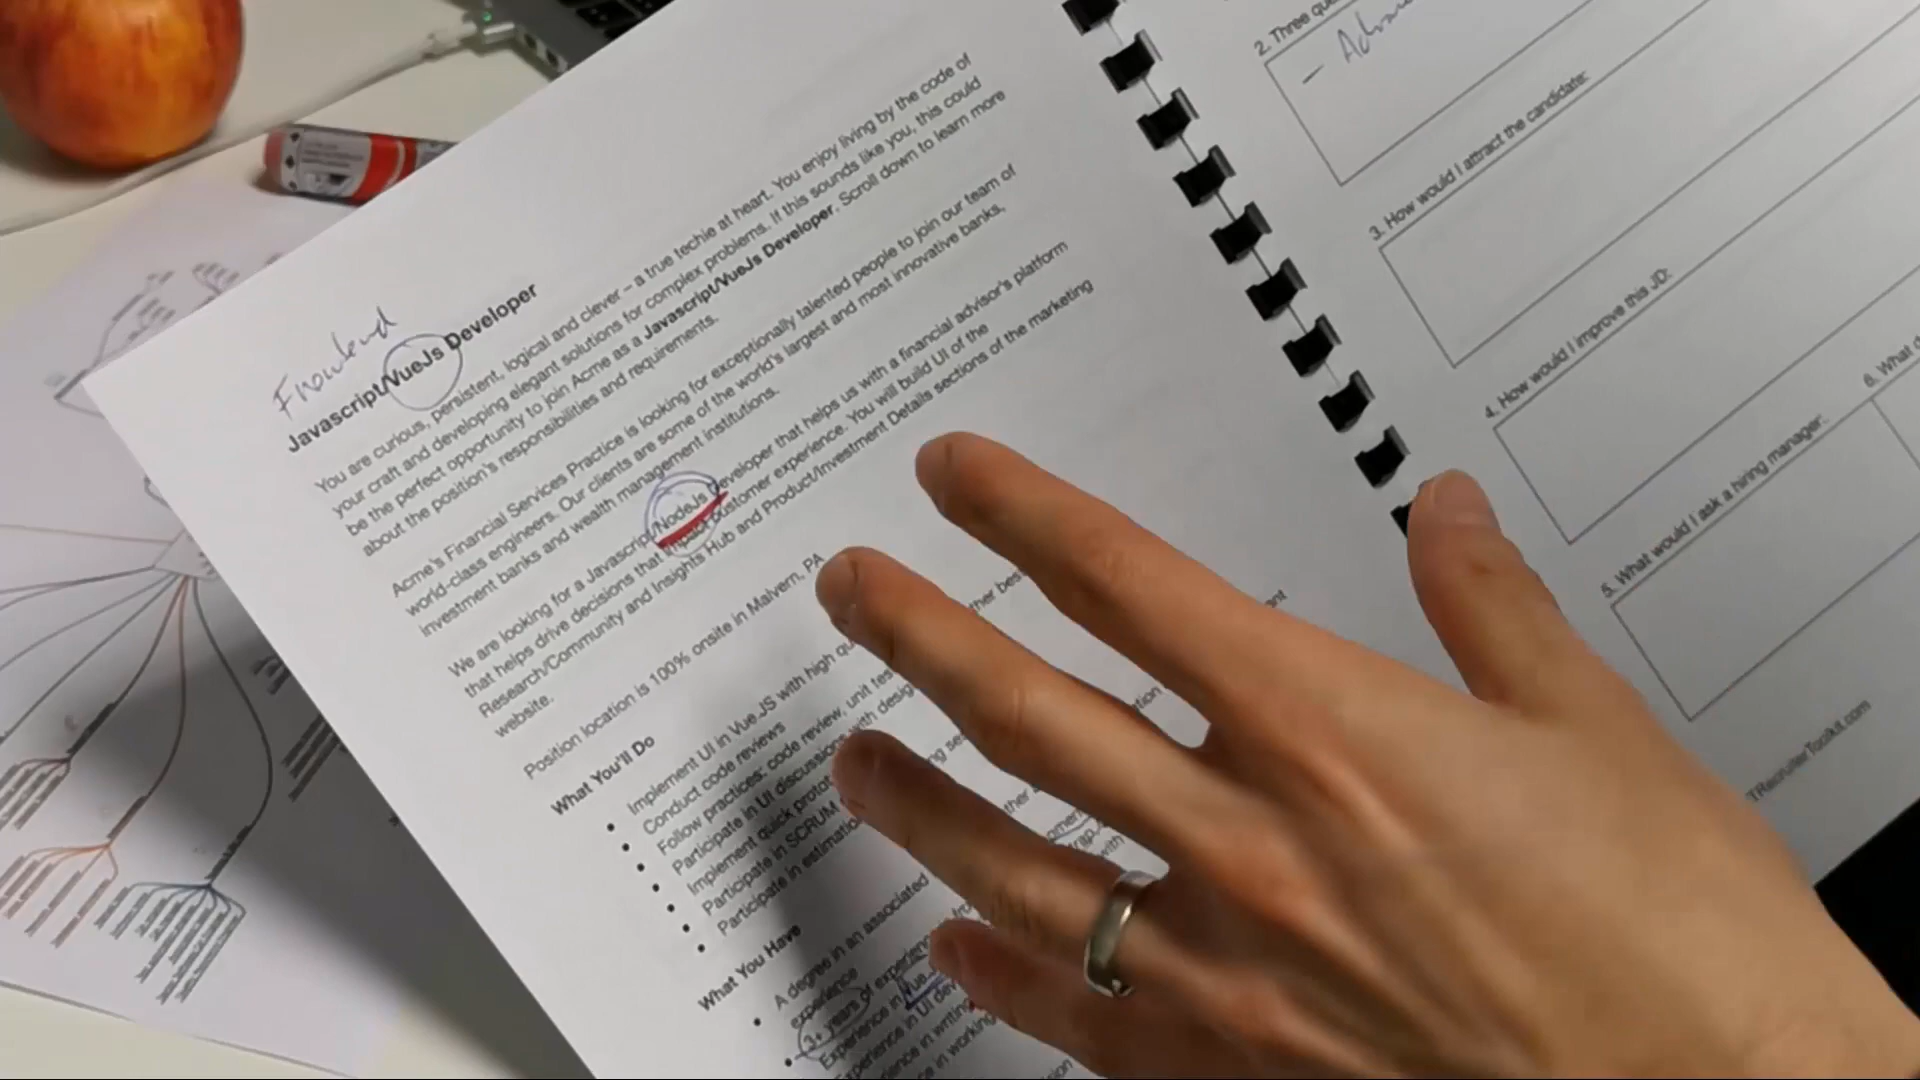 Frontend
Javascript/VueJs Developer
You are curious, persistent, logical and clever – a true techie at heart. You enjoy living by the code of
your craft and developing elegant solutions for complex problems. If this sounds like you, this could
be the perfect opportunity to join Acme as a Javascript/VueJs Developer. Scroll down to learn more
about the position's responsibilities and requirements.
Acme's Financial Services Practice is looking for exceptionally talented people to join our team of
world-class engineers. Our clients are some of the world's largest and most innovative banks,
investment banks and wealth management institutions.
We are looking for a Javascript/NodeJs Developer that helps us with a financial advisor's platform
that helps drive decisions that impact customer experience. You will build UI of the
Research/Community and Insights Hub and Product/Investment Details sections of the marketing
website.
Position location is 100% onsite in Malvern, PA
What You'll Do
• Implement UI in Vue.JS with high
• Conduct code reviews
• Follow practices: code review, unit
• Participate in UI discussions with
• Implement quick
• Participate in SCRUM
• Participate in
What You Have
• A degree in an associated
experience
• 3+ years of
Experience in
in UI
in writing
in working
2. Three
3. How would I attract the candidate:
4. How would I improve this JD:
5. What would I ask a hiring manager:
6. What